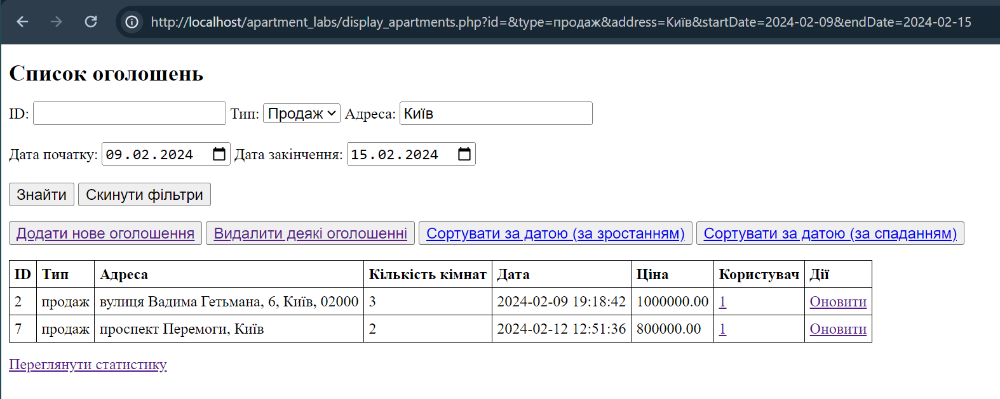 http://localhost/apartment_labs/display_apartments.php?id=&type=продаж&address=Київ&startDate=2024-02-09&endDate=2024-02-15
Список оголошень
ID: Тип: Продаж Адреса: Київ
Дата початку: 09.02.2024 Дата закінчення: 15.02.2024
Знайти Скинути фільтри
Додати нове оголошення Видалити деякі оголошенні Сортувати за датою (за зростанням) Сортувати за датою (за спаданням)
ID Тип Адреса Кількість кімнат Дата Ціна Користувач Дії
2 продаж вулиця Вадима Гетьмана, 6, Київ, 02000 3 2024-02-09 19:18:42 1000000.00 1 Оновити
7 продаж проспект Перемоги, Київ 2 2024-02-12 12:51:36 800000.00 1 Оновити
Переглянути статистику